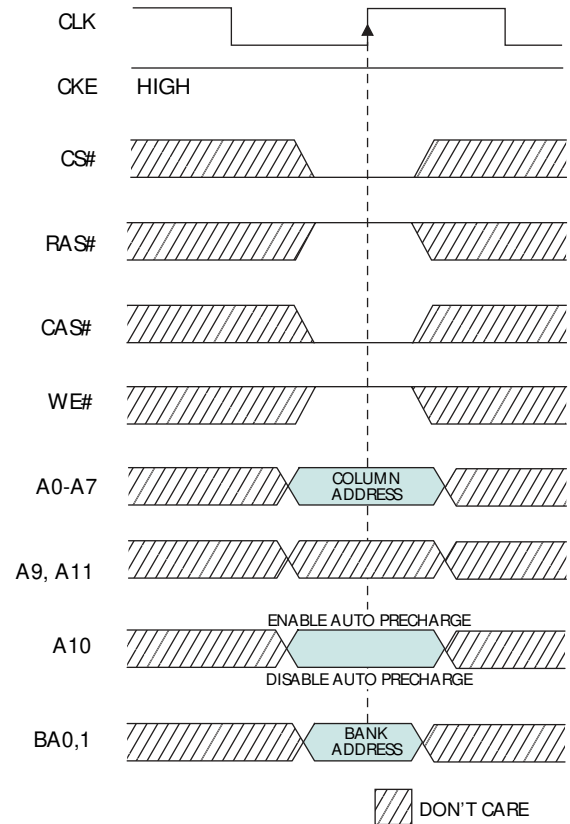 CLK
CKE HIGH
CS#
RAS#
CAS#
WE#
A0-A7 COLUMN ADDRESS
A9, A11
ENABLE AUTO PRECHARGE
A10
DISABLE AUTO PRECHARGE
BA0,1 BANK ADDRESS
DON'T CARE